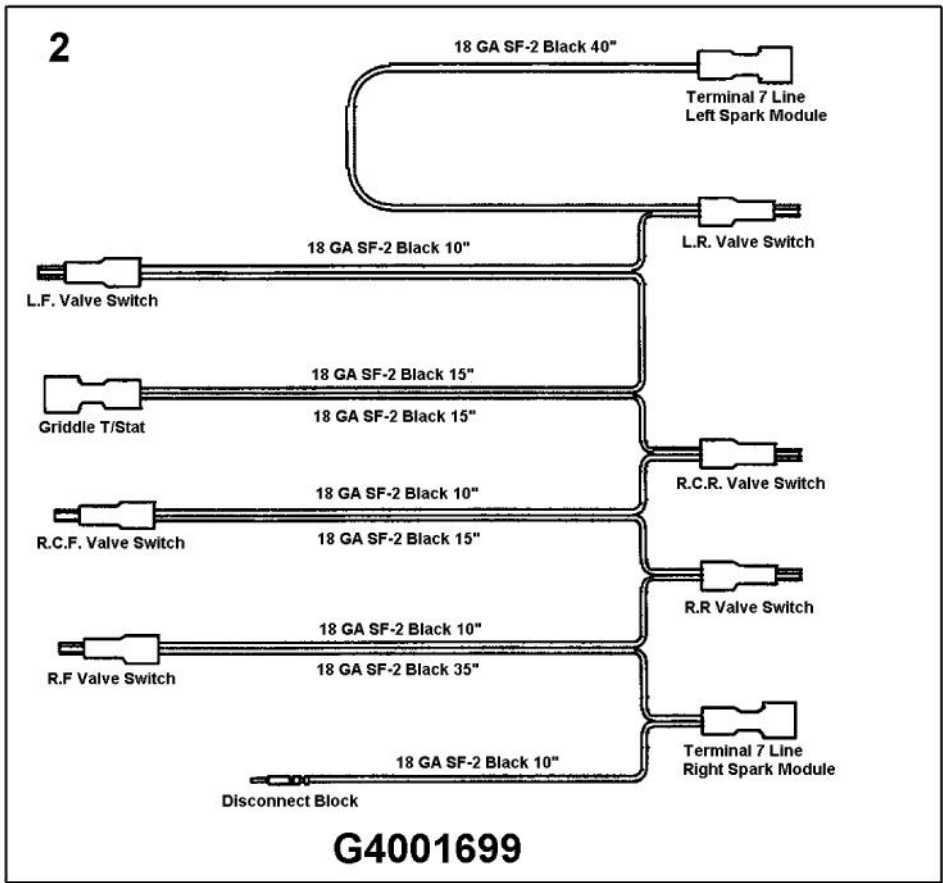 2
18 GA SF-2 Black 40"
Terminal 7 Line
Left Spark Module
L.R. Valve Switch
18 GA SF-2 Black 10"
L.F. Valve Switch
18 GA SF-2 Black 15"
Griddle T/Stat
18 GA SF-2 Black 15"
R.C.R. Valve Switch
18 GA SF-2 Black 10"
R.C.F. Valve Switch
18 GA SF-2 Black 15"
R.R Valve Switch
18 GA SF-2 Black 10"
R.F Valve Switch
18 GA SF-2 Black 35"
Terminal 7 Line
Right Spark Module
18 GA SF-2 Black 10"
Disconnect Block
G4001699